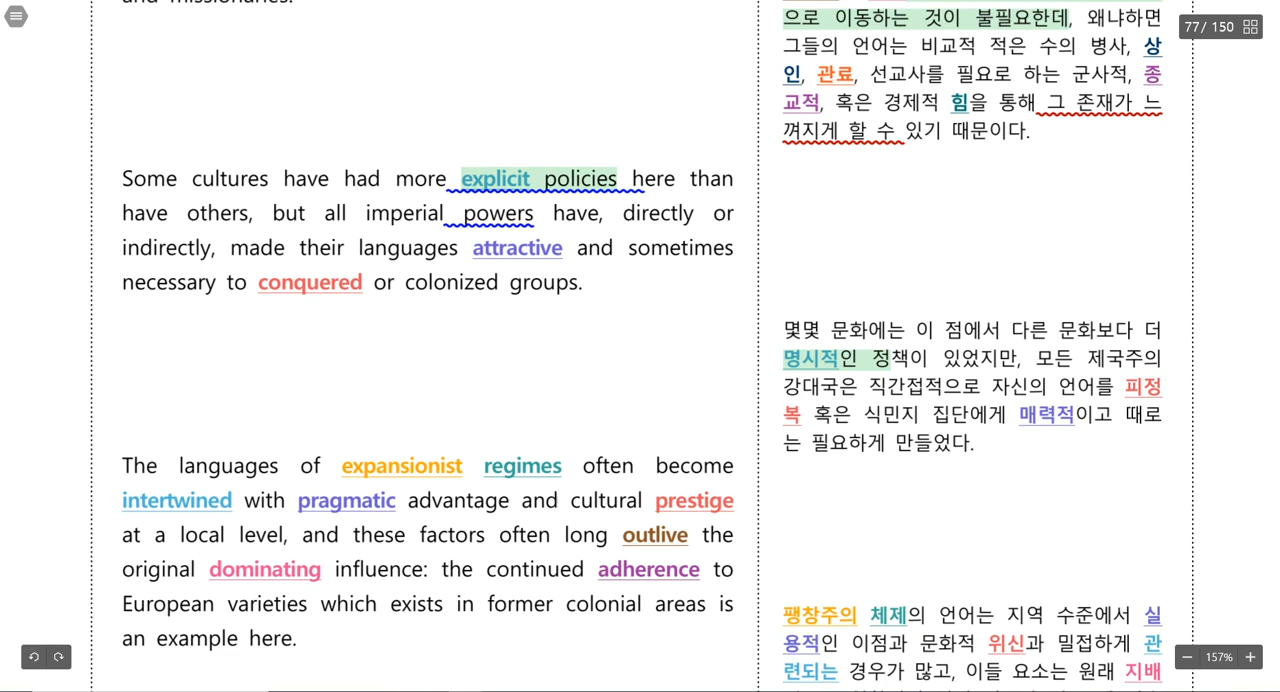 and missionaries.
Some cultures have had more explicit policies here than
have others, but all imperial powers have, directly or
indirectly, made their languages attractive and sometimes
necessary to conquered or colonized groups.
The languages of expansionist regimes often become
intertwined with pragmatic advantage and cultural prestige
at a local level, and these factors often long outlive the
original dominating influence: the continued adherence to
European varieties which exists in former colonial areas is
an example here.
으로 이동하는 것이 불필요한데, 왜냐하면
그들의 언어는 비교적 적은 수의 병사, 상
인, 관료, 선교사를 필요로 하는 군사적, 종
교적, 혹은 경제적 힘을 통해 그 존재가 느
껴지게 할 수 있기 때문이다.
몇몇 문화에는 이 점에서 다른 문화보다 더
명시적인 정책이 있었지만, 모든 제국주의
강대국은 직간접적으로 자신의 언어를 피정
복 혹은 식민지 집단에게 매력적이고 때로
는 필요하게 만들었다.
팽창주의 체제의 언어는 지역 수준에서 실
용적인 이점과 문화적 위신과 밀접하게 관
련되는 경우가 많고, 이들 요소는 원래 지배
77/ 150
157%